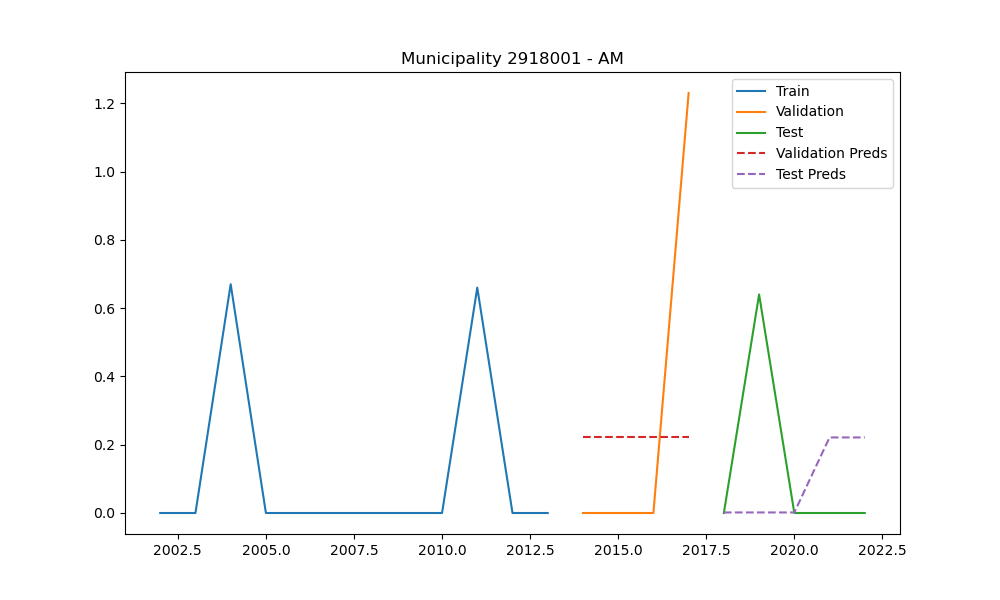 Municipality 2918001 - AM
Train
Validation
Test
Validation Preds
Test Preds
1.2
1.0
0.8
0.6
0.4
0.2
0.0
2002.5 2005.0 2007.5 2010.0 2012.5 2015.0 2017.5 2020.0 2022.5